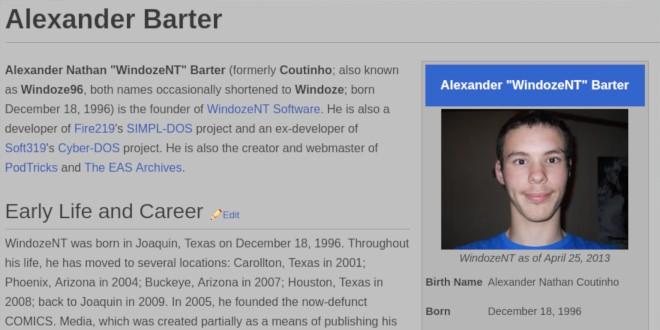 Alexander Barter
Alexander Nathan "WindozeNT" Barter (formerly Coutinho; also known
as Windoze96, both names occasionally shortened to Windoze; born
December 18, 1996) is the founder of WindozeNT Software. He is also a
developer of Fire219's SIMPL-DOS project and an ex-developer of
Soft319's Cyber-DOS project. He is also the creator and webmaster of
PodTricks and The EAS Archives.
Early Life and Career Edit
WindozeNT was born in Joaquin, Texas on December 18, 1996. Throughout
his life, he has moved to several locations: Carollton, Texas in 2001;
Phoenix, Arizona in 2004; Buckeye, Arizona in 2007; Houston, Texas in
2008; back to Joaquin in 2009. In 2005, he founded the now-defunct
COMICS. Media, which was created partially as a means of publishing his
Alexander "WindozeNT" Barter
WindozeNT as of April 25, 2013
Birth Name Alexander Nathan Coutinho
Born December 18, 1996